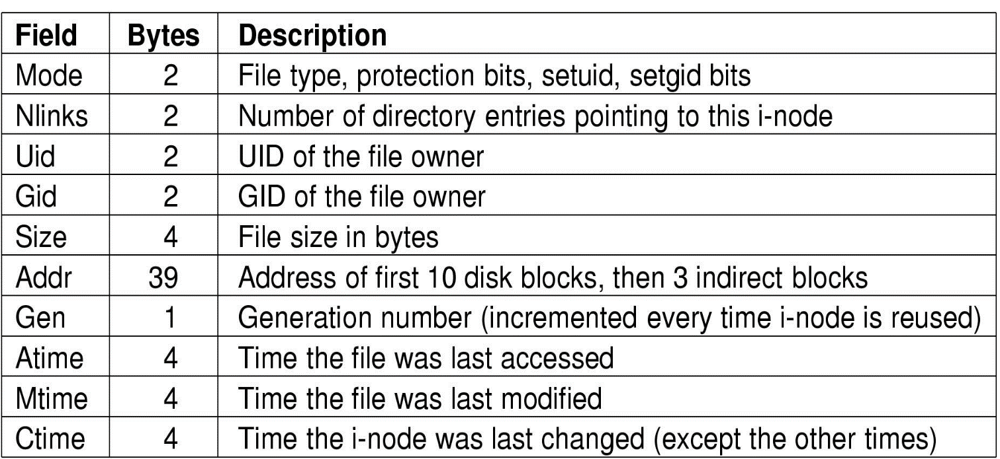 Field Bytes Description
Mode 2 File type, protection bits, setuid, setgid bits
Nlinks 2 Number of directory entries pointing to this i-node
Uid 2 UID of the file owner
Gid 2 GID of the file owner
Size 4 File size in bytes
Addr 39 Address of first 10 disk blocks, then 3 indirect blocks
Gen 1 Generation number (incremented every time i-node is reused)
Atime 4 Time the file was last accessed
Mtime 4 Time the file was last modified
Ctime 4 Time the i-node was last changed (except the other times)